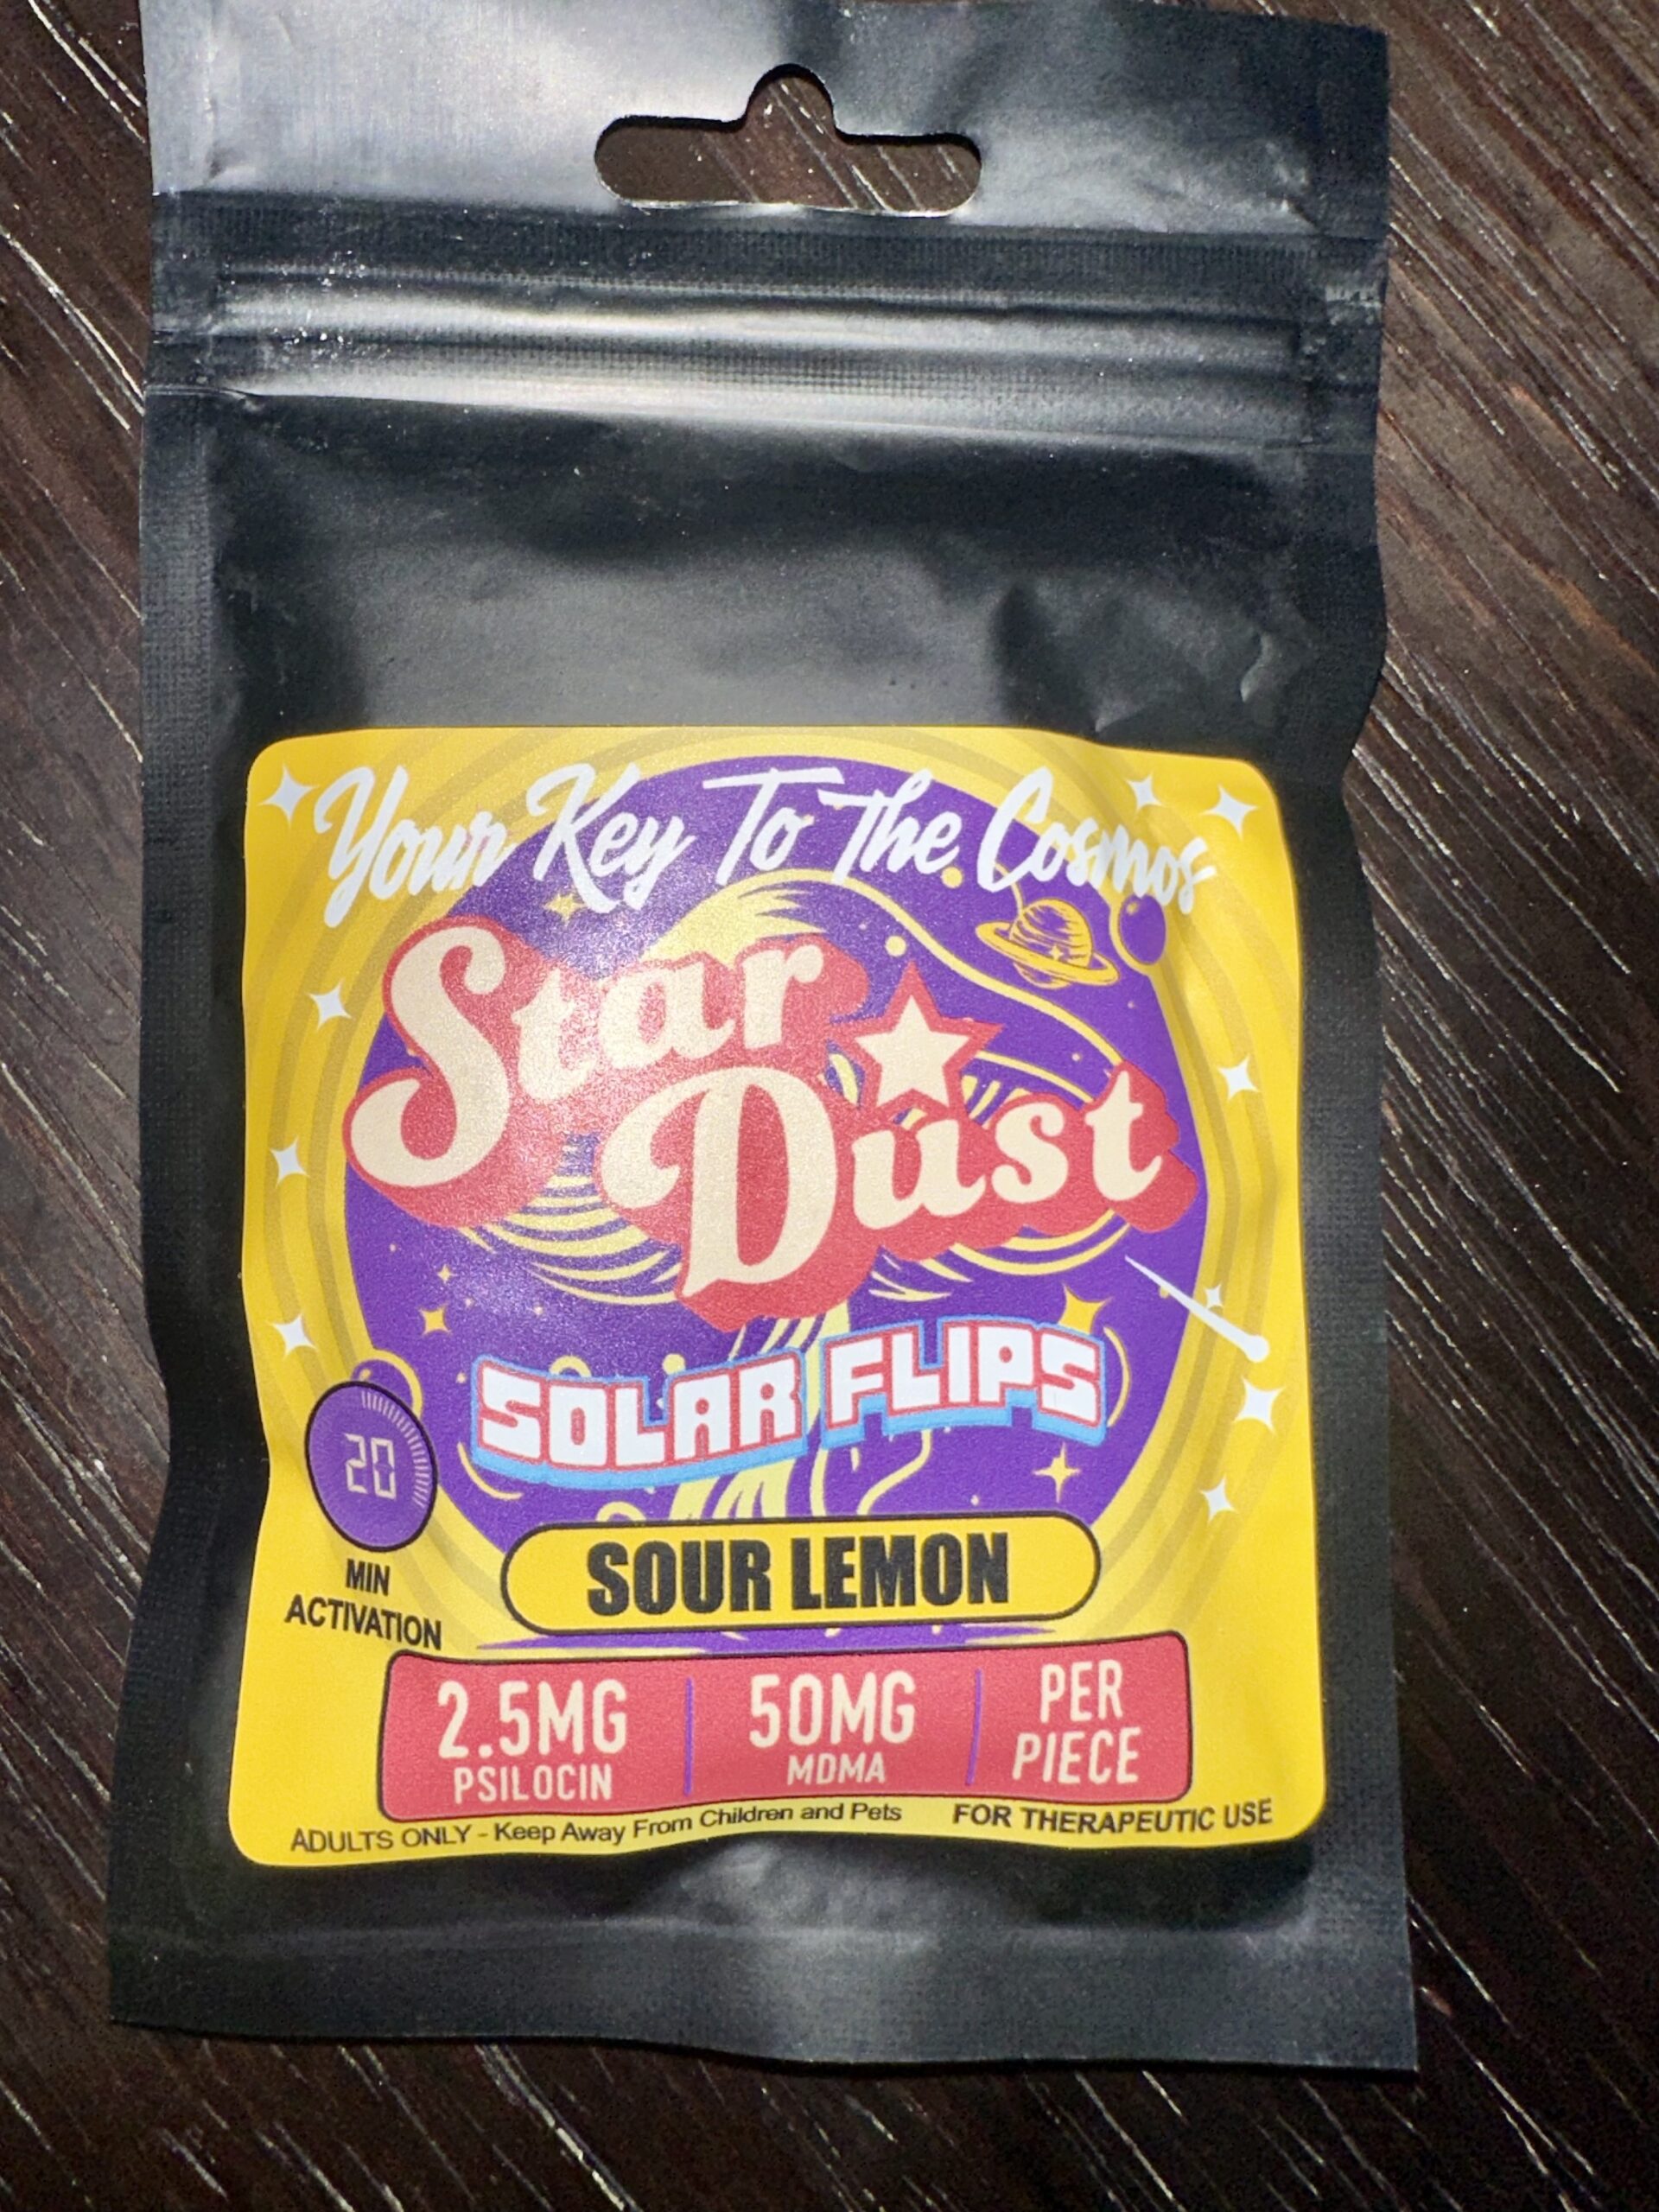 Your Key To The Cosmos
Star
Dust
SOLAR FLIPS
20
MIN
ACTIVATION
SOUR LEMON
2.5MG
PSILOCIN
50MG
MDMA
PER
PIECE
ADULTS ONLY - Keep Away From Children and Pets
FOR THERAPEUTIC USE